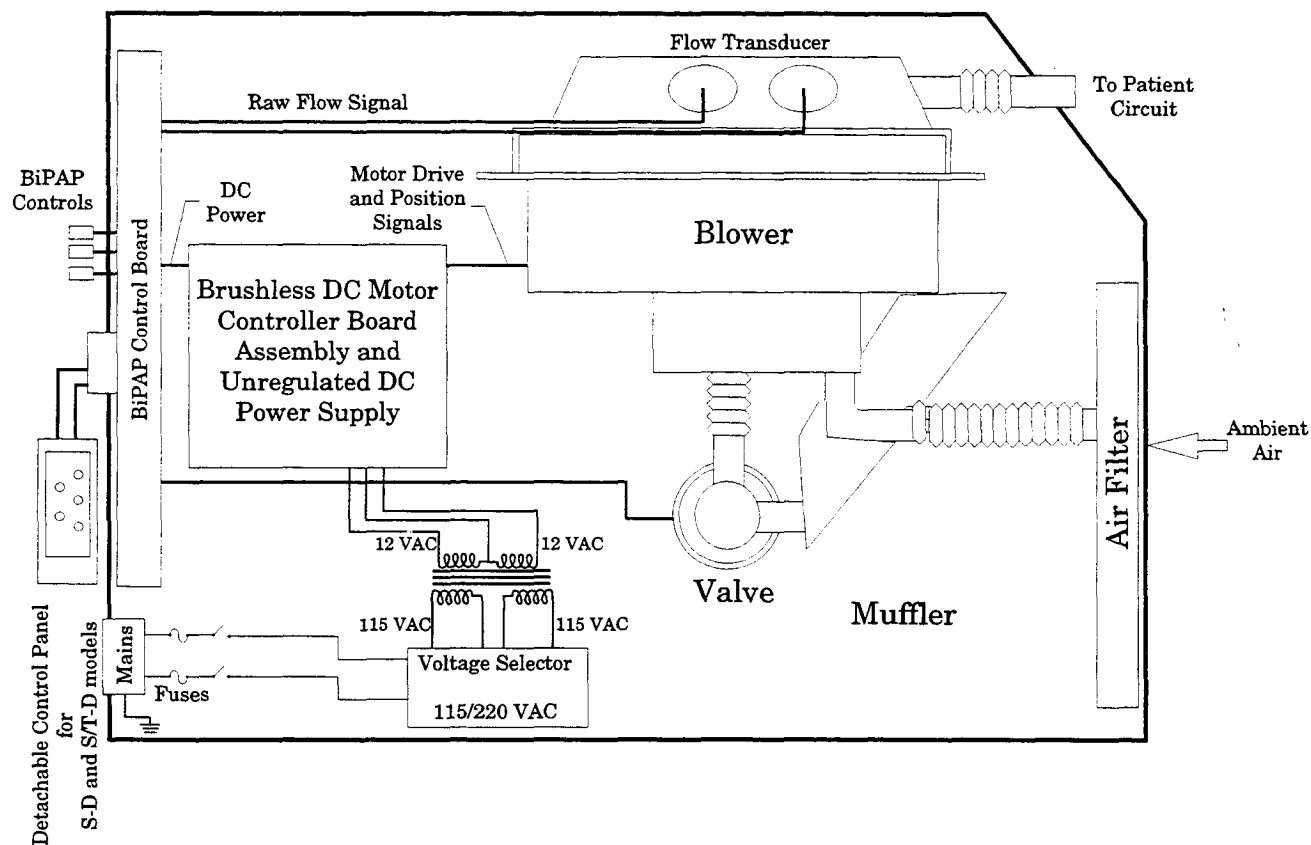 Flow Transducer
Raw Flow Signal
To Patient
Circuit
BiPAP
Controls
DC
Power
Motor Drive
and Position
Signals
Blower
BiPAP Control Board
Brushless DC Motor
Controller Board
Assembly and
Unregulated DC
Power Supply
Air Filter
Ambient
Air
12 VAC
12 VAC
Valve
Muffler
115 VAC
115 VAC
Voltage Selector
115/220 VAC
Mains
Fuses
Detachable Control Panel
for
S-D and S/T-D models